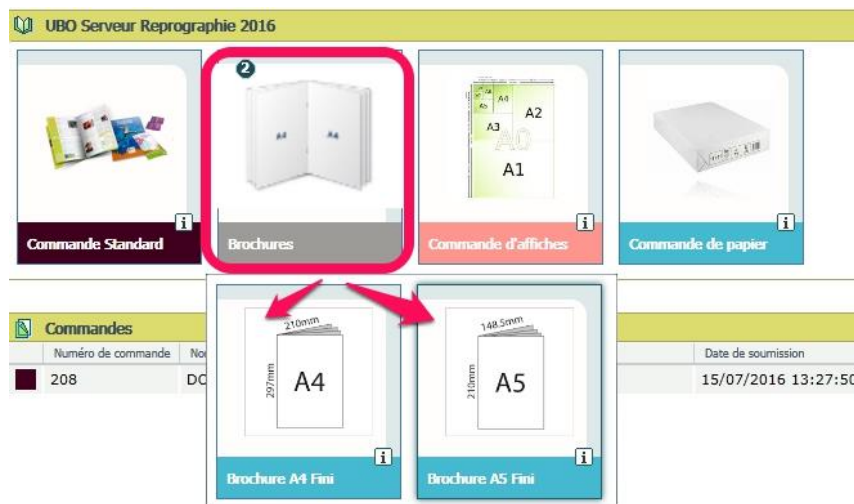 UBO Serveur Reprographie 2016
2
A4 A4
A4
A2
A3
A0
A1
Commande Standard
Brochures
Commande d'affiches
Commande de papier
Commandes
Numéro de commande
Date de soumission
208
DO
15/07/2016 13:27:50
210mm
297mm
A4
148.5mm
210mm
A5
Brochure A4 Fini
Brochure A5 Fini